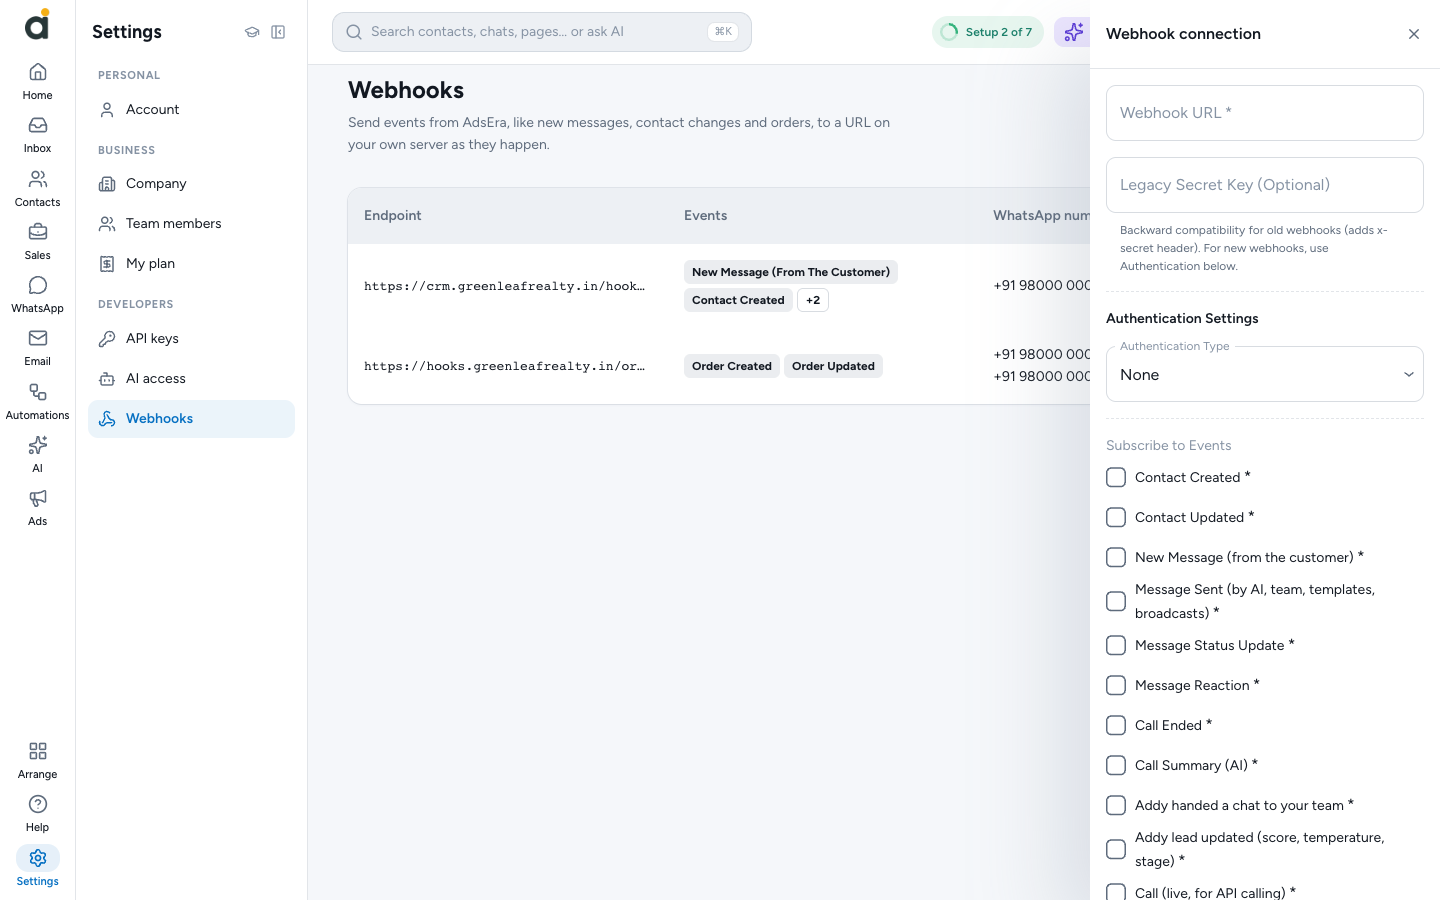 Home
Inbox
Contacts
Sales
WhatsApp
Email
Automations
AI
Ads
Arrange
Help
Settings
Settings
PERSONAL
Account
BUSINESS
Company
Team members
My plan
DEVELOPERS
API keys
AI access
Webhooks
Search contacts, chats, pages... or ask AI
⌘K
Setup 2 of 7
Webhooks
Send events from AdsEra, like new messages, contact changes and orders, to a URL on
your own server as they happen.
Endpoint Events WhatsApp num
https://crm.greenleafrealty.in/hook…
New Message (From The Customer)
Contact Created +2
+91 98000 000
https://hooks.greenleafrealty.in/or…
Order Created Order Updated
+91 98000 000
+91 98000 000
Webhook connection
Webhook URL *
Legacy Secret Key (Optional)
Backward compatibility for old webhooks (adds x-
secret header). For new webhooks, use
Authentication below.
Authentication Settings
Authentication Type
None
Subscribe to Events
Contact Created *
Contact Updated *
New Message (from the customer) *
Message Sent (by AI, team, templates,
broadcasts) *
Message Status Update *
Message Reaction *
Call Ended *
Call Summary (AI) *
Addy handed a chat to your team *
Addy lead updated (score, temperature,
stage) *
Call (live, for API calling) *